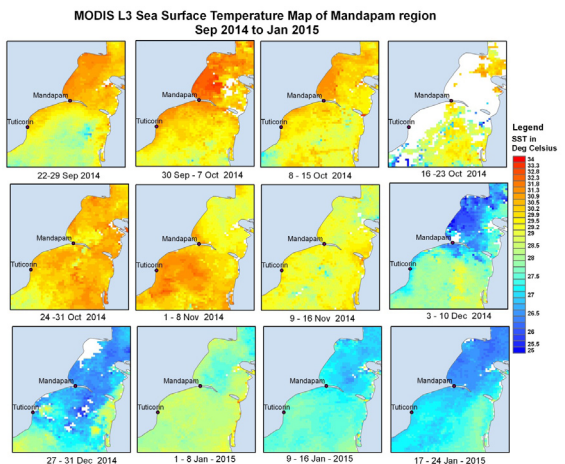 MODIS L3 Sea Surface Temperature Map of Mandapam region
Sep 2014 to Jan 2015
Mandapam
Tuticorin
22-29 Sep 2014
Mandapam
Tuticorin
30 Sep - 7 Oct 2014
Mandapam
Tuticorin
8 - 15 Oct 2014
Mandapam
Tuticorin
16 -23 Oct 2014
Legend
SST in
Deg Celsius
34
33.3
32.8
32.3
31.8
31.3
30.9
30.5
30.2
29.9
29.5
29.2
29
28.5
28
27.5
27
26.5
26
25.5
25
Mandapam
Tuticorin
24 -31 Oct 2014
Mandapam
Tuticorin
1 - 8 Nov 2014
Mandapam
Tuticorin
9 - 16 Nov 2014
Mandapam
Tuticorin
3 - 10 Dec 2014
Mandapam
Tuticorin
27 - 31 Dec 2014
Mandapam
Tuticorin
1 - 8 Jan - 2015
Mandapam
Tuticorin
9 - 16 Jan - 2015
Mandapam
Tuticorin
17 - 24 Jan - 2015